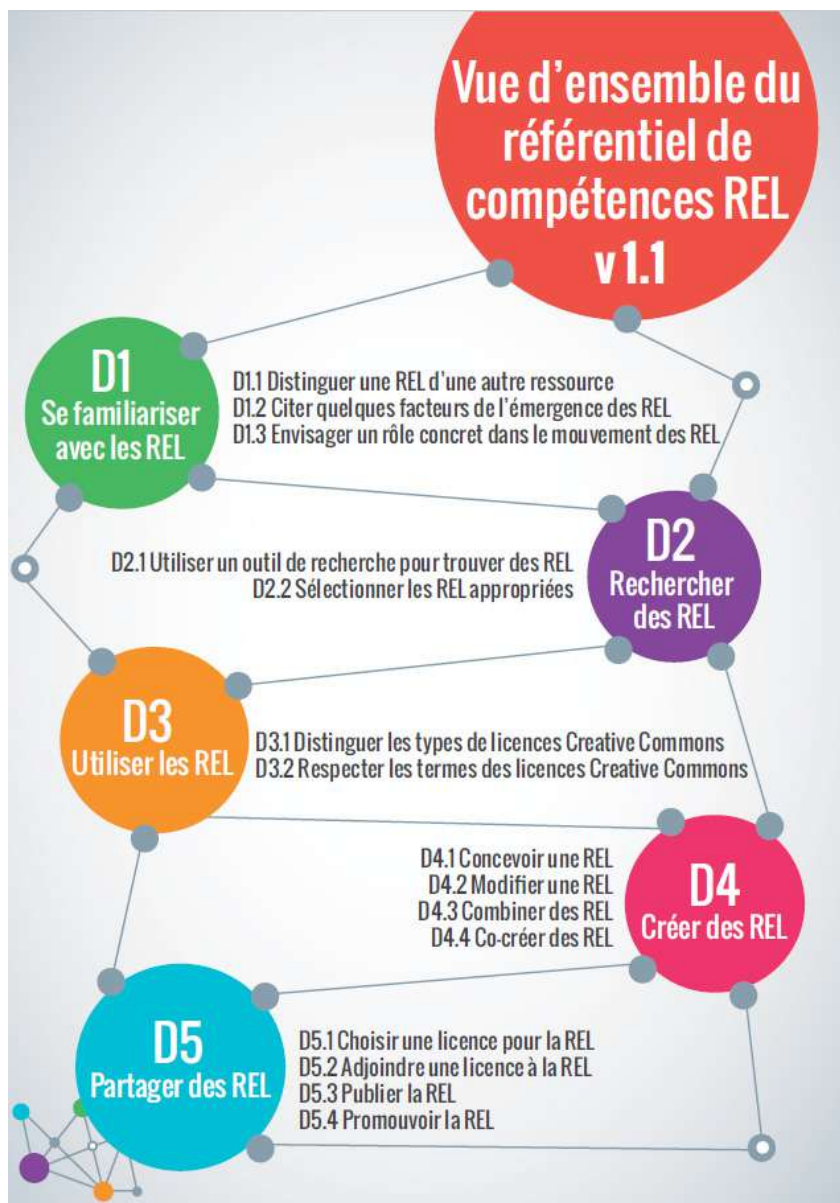 Vue d'ensemble du
référentiel de
compétences REL
v 1.1
D1
Se familiariser
avec les REL
D1.1 Distinguer une REL d'une autre ressource
D1.2 Citer quelques facteurs de l'émergence des REL
D1.3 Envisager un rôle concret dans le mouvement des REL
D2
Rechercher
des REL
D2.1 Utiliser un outil de recherche pour trouver des REL
D2.2 Sélectionner les REL appropriées
D3
Utiliser les REL
D3.1 Distinguer les types de licences Creative Commons
D3.2 Respecter les termes des licences Creative Commons
D4
Créer des REL
D4.1 Concevoir une REL
D4.2 Modifier une REL
D4.3 Combiner des REL
D4.4 Co-créer des REL
D5
Partager des REL
D5.1 Choisir une licence pour la REL
D5.2 Adjoindre une licence à la REL
D5.3 Publier la REL
D5.4 Promouvoir la REL